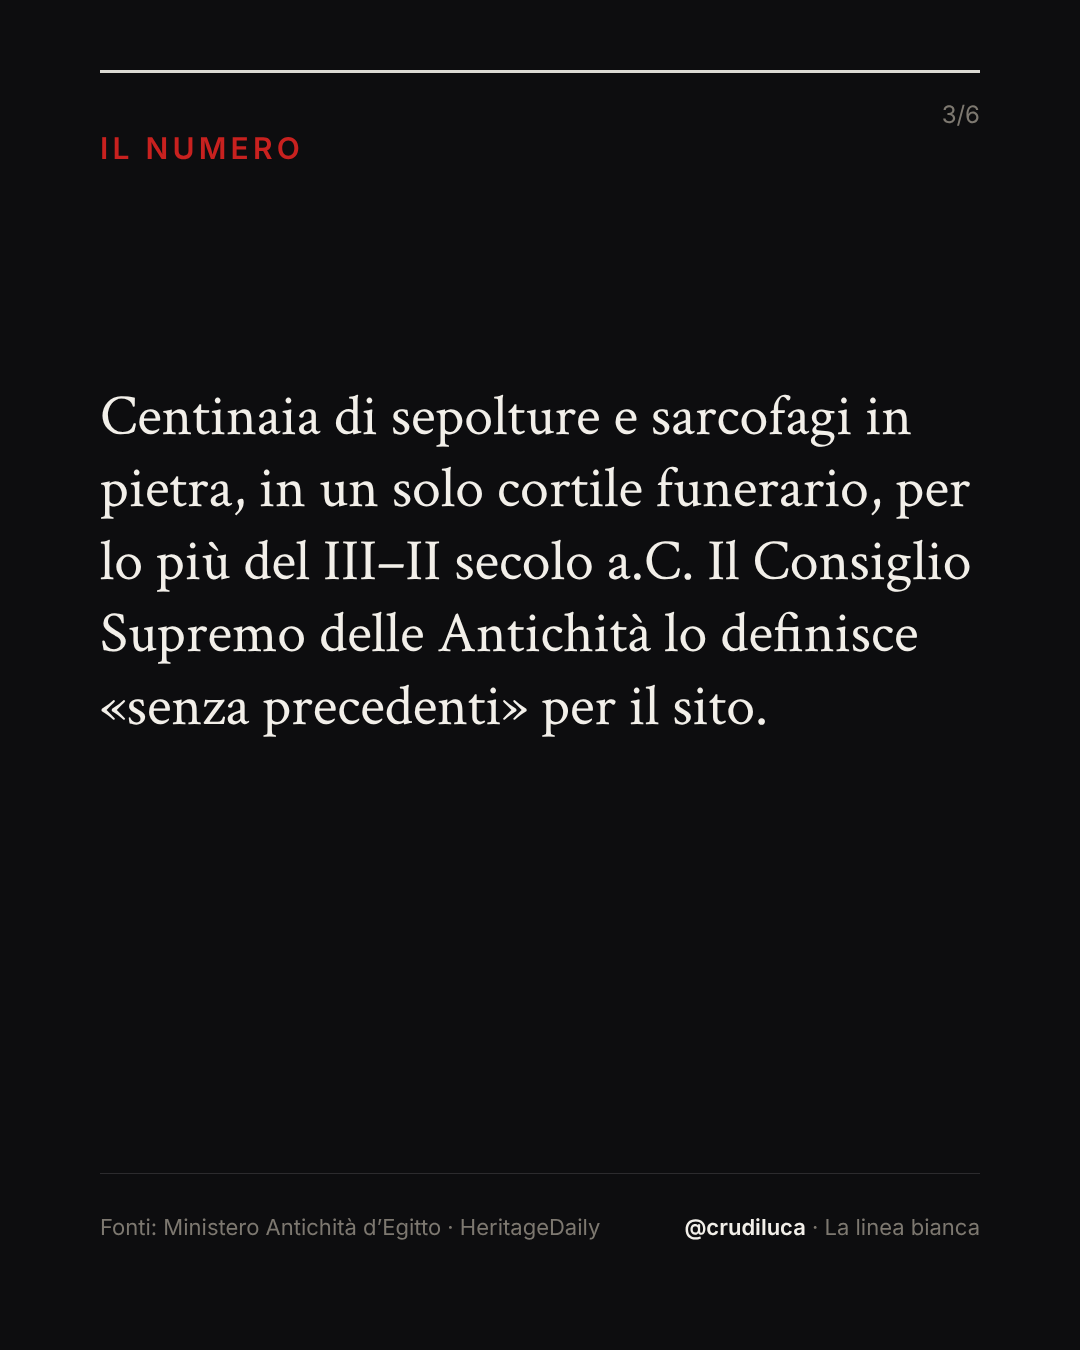 3/6
IL NUMERO
Centinaia di sepolture e sarcofagi in
pietra, in un solo cortile funerario, per
lo più del III–II secolo a.C. Il Consiglio
Supremo delle Antichità lo definisce
«senza precedenti» per il sito.
Fonti: Ministero Antichità d’Egitto · HeritageDaily
@crudiluca · La linea bianca